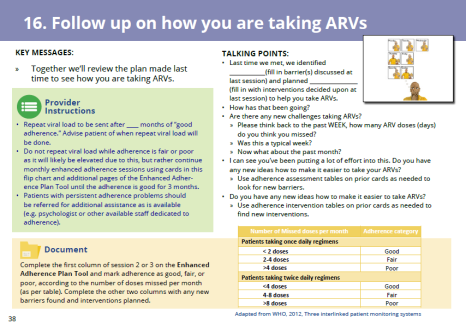 16. Follow up on how you are taking ARVs
KEY MESSAGES:
» Together we'll review the plan made last
time to see how you are taking ARVs.
Provider
Instructions
• Repeat viral load to be sent after ____ months of "good
adherence." Advise patient of when repeat viral load will
be done.
• Do not repeat viral load while adherence is fair or poor
as it will likely be elevated due to this, but rather continue
monthly enhanced adherence sessions using cards in this
flip chart and additional pages of the Enhanced Adher-
ence Plan Tool until the adherence is good for 3 months.
• Patients with persistent adherence problems should
be referred for additional assistance as is available
(e.g. psychologist or other available staff dedicated to
adherence).
Document
Complete the first column of session 2 or 3 on the Enhanced
Adherence Plan Tool and mark adherence as good, fair, or
poor, according to the number of doses missed per month
(as per table). Complete the other two columns with any new
barriers found and interventions planned.
38
TALKING POINTS:
• Last time we met, we identified
__________(fill in barrier(s) discussed at
last session) and planned ____________
(fill in with interventions decided upon at
last session) to help you take ARVs.
• How has that been going?
• Are there any new challenges taking ARVs?
» Please think back to the past WEEK, how many ARV doses (days)
do you think you missed?
» Was this a typical week?
» Now what about the past month?
• I can see you've been putting a lot of effort into this. Do you have
any new ideas how to make it easier to take your ARVs?
» Use adherence assessment tables on prior cards as needed to
look for new barriers.
• Do you have any new ideas how to make it easier to take ARVs?
» Use adherence intervention tables on prior cards as needed to
find new interventions.
Number of Missed doses per month Adherence category
Patients taking once daily regimens
< 2 doses Good
2-4 doses Fair
>4 doses Poor
Patients taking twice daily regimens
<4 doses Good
4-8 doses Fair
>8 doses Poor
Adapted from WHO, 2012, Three interlinked patient monitoring systems